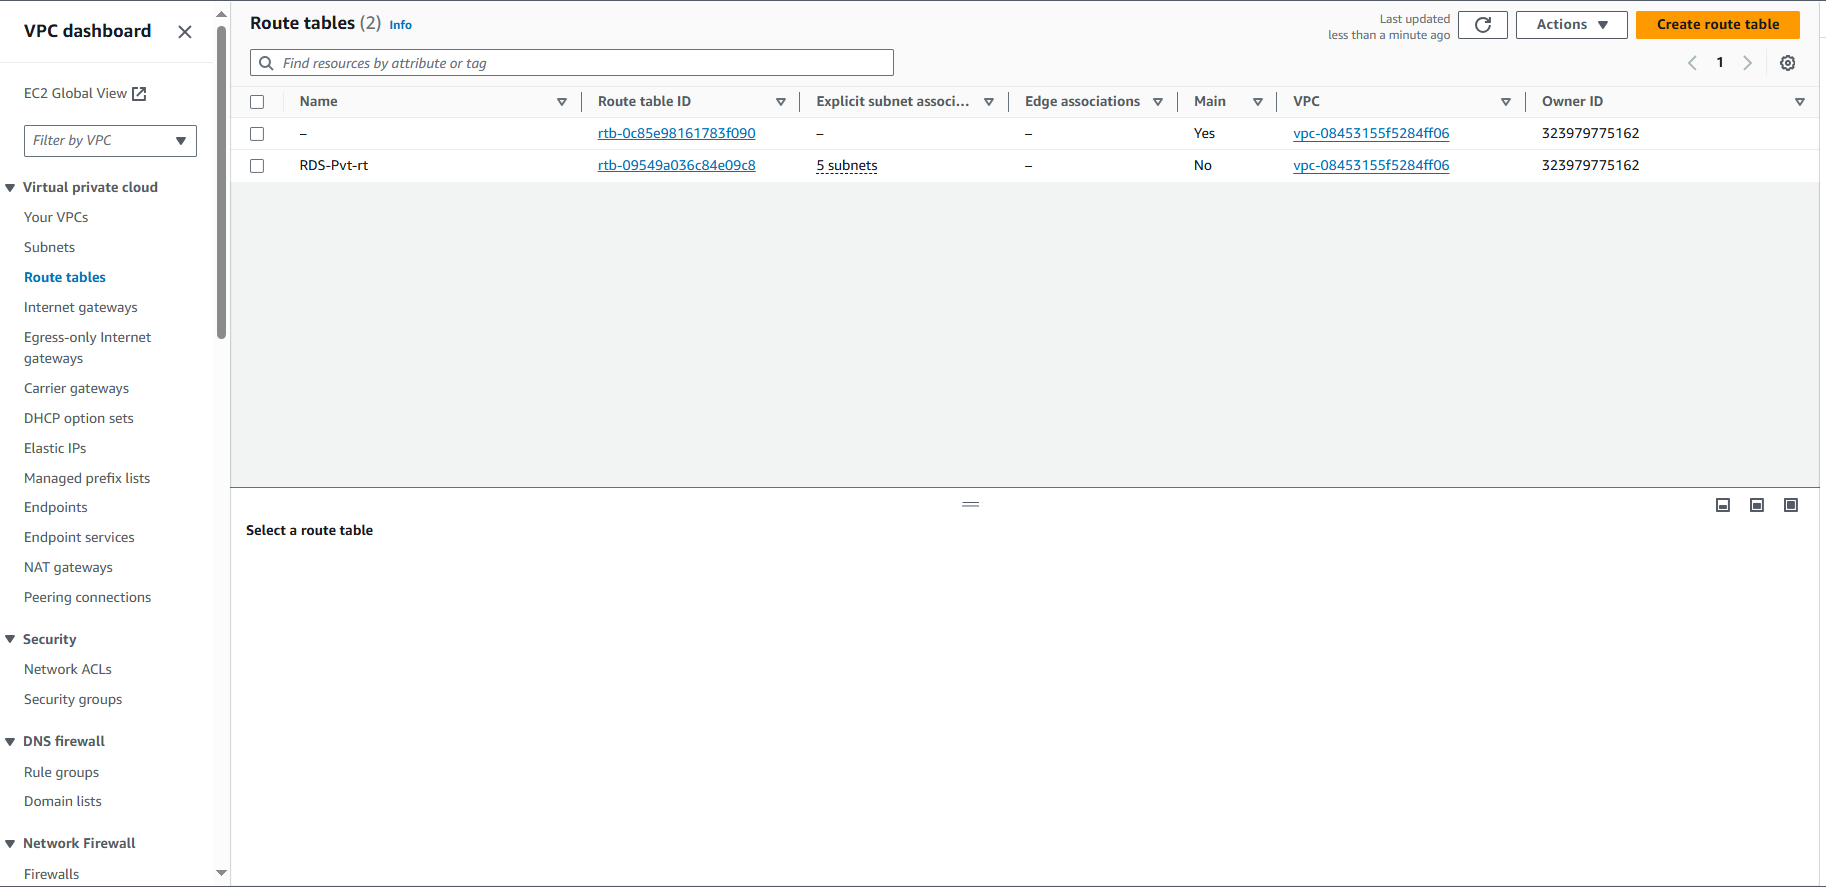 VPC dashboard
EC2 Global View
Filter by VPC
Virtual private cloud
Your VPCs
Subnets
Route tables
Internet gateways
Egress-only Internet
gateways
Carrier gateways
DHCP option sets
Elastic IPs
Managed prefix lists
Endpoints
Endpoint services
NAT gateways
Peering connections
Security
Network ACLs
Security groups
DNS firewall
Rule groups
Domain lists
Network Firewall
Firewalls
Route tables (2) Info
Last updated
less than a minute ago
Actions
Create route table
Find resources by attribute or tag
1
Name Route table ID Explicit subnet associ... Edge associations Main VPC Owner ID
– rtb-0c85e98161783f090 – – Yes vpc-08453155f5284ff06 323979775162
RDS-Pvt-rt rtb-09549a036c84e09c8 5 subnets – No vpc-08453155f5284ff06 323979775162
Select a route table